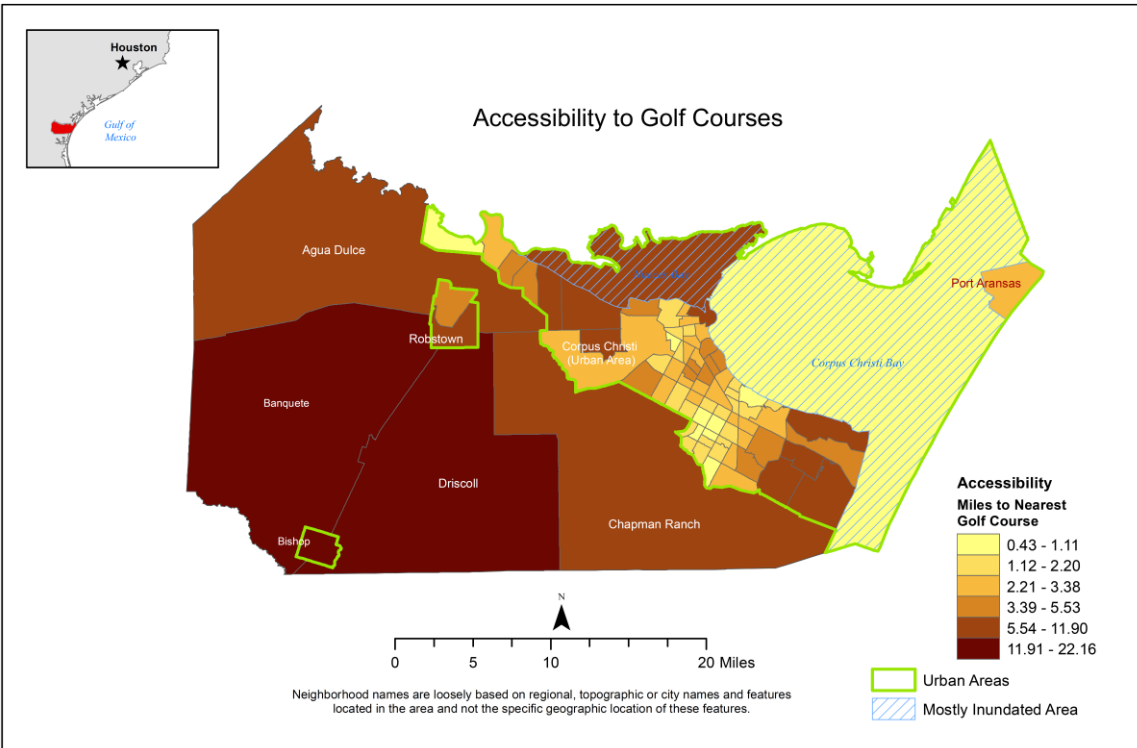 Houston
Gulf of
Mexico
Accessibility to Golf Courses
Agua Dulce
Port Aransas
Robstown
Corpus Christi
(Urban Area)
Corpus Christi Bay
Banquete
Driscoll
Chapman Ranch
Bishop
Accessibility
Miles to Nearest
Golf Course
0.43 - 1.11
1.12 - 2.20
2.21 - 3.38
3.39 - 5.53
5.54 - 11.90
11.91 - 22.16
Urban Areas
Mostly Inundated Area
N
0 5 10 20 Miles
Neighborhood names are loosely based on regional, topographic or city names and features
located in the area and not the specific geographic location of these features.